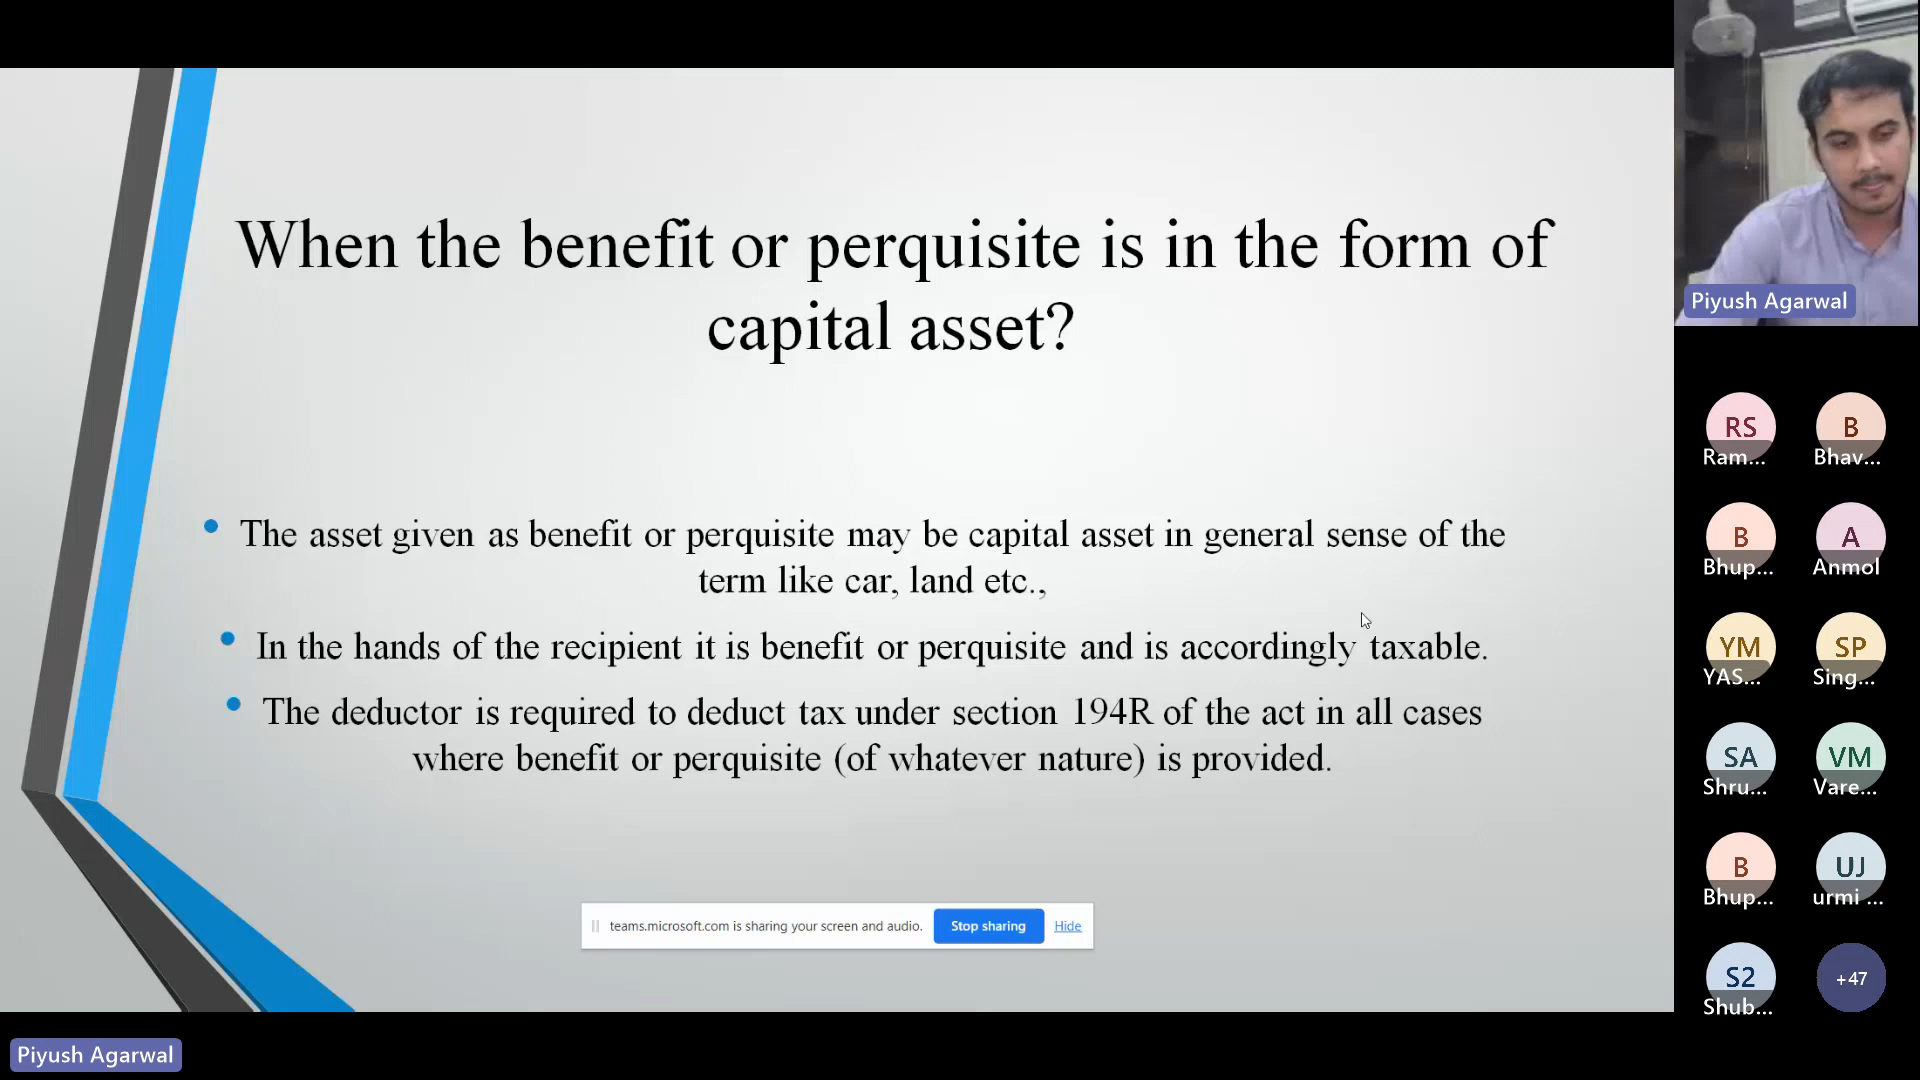 When the benefit or perquisite is in the form of
capital asset?
• The asset given as benefit or perquisite may be capital asset in general sense of the
term like car, land etc.,
• In the hands of the recipient it is benefit or perquisite and is accordingly taxable.
• The deductor is required to deduct tax under section 194R of the act in all cases
where benefit or perquisite (of whatever nature) is provided.
teams.microsoft.com is sharing your screen and audio. Stop sharing Hide
Piyush Agarwal
Piyush Agarwal
RS B
Ram... Bhav...
B A
Bhup... Anmol
YM SP
YAS... Sing...
SA VM
Shru... Vare...
B UJ
Bhup... urmi ...
S2 +47
Shub...